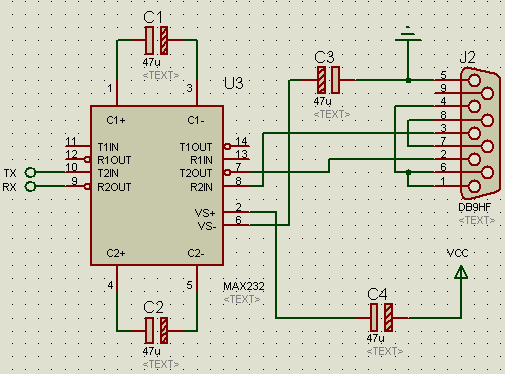 C1
47u
<TEXT>
1
3
U3
C1+
C1-
11
T1IN
T1OUT
14
12
R1OUT
R1IN
13
TX
10
T2IN
T2OUT
7
RX
9
R2OUT
R2IN
8
VS+
2
VS-
6
C2+
C2-
4
5
MAX232
<TEXT>
C2
47u
<TEXT>
C3
47u
<TEXT>
J2
5
9
4
8
3
7
2
6
1
DB9HF
<TEXT>
VCC
C4
47u
<TEXT>